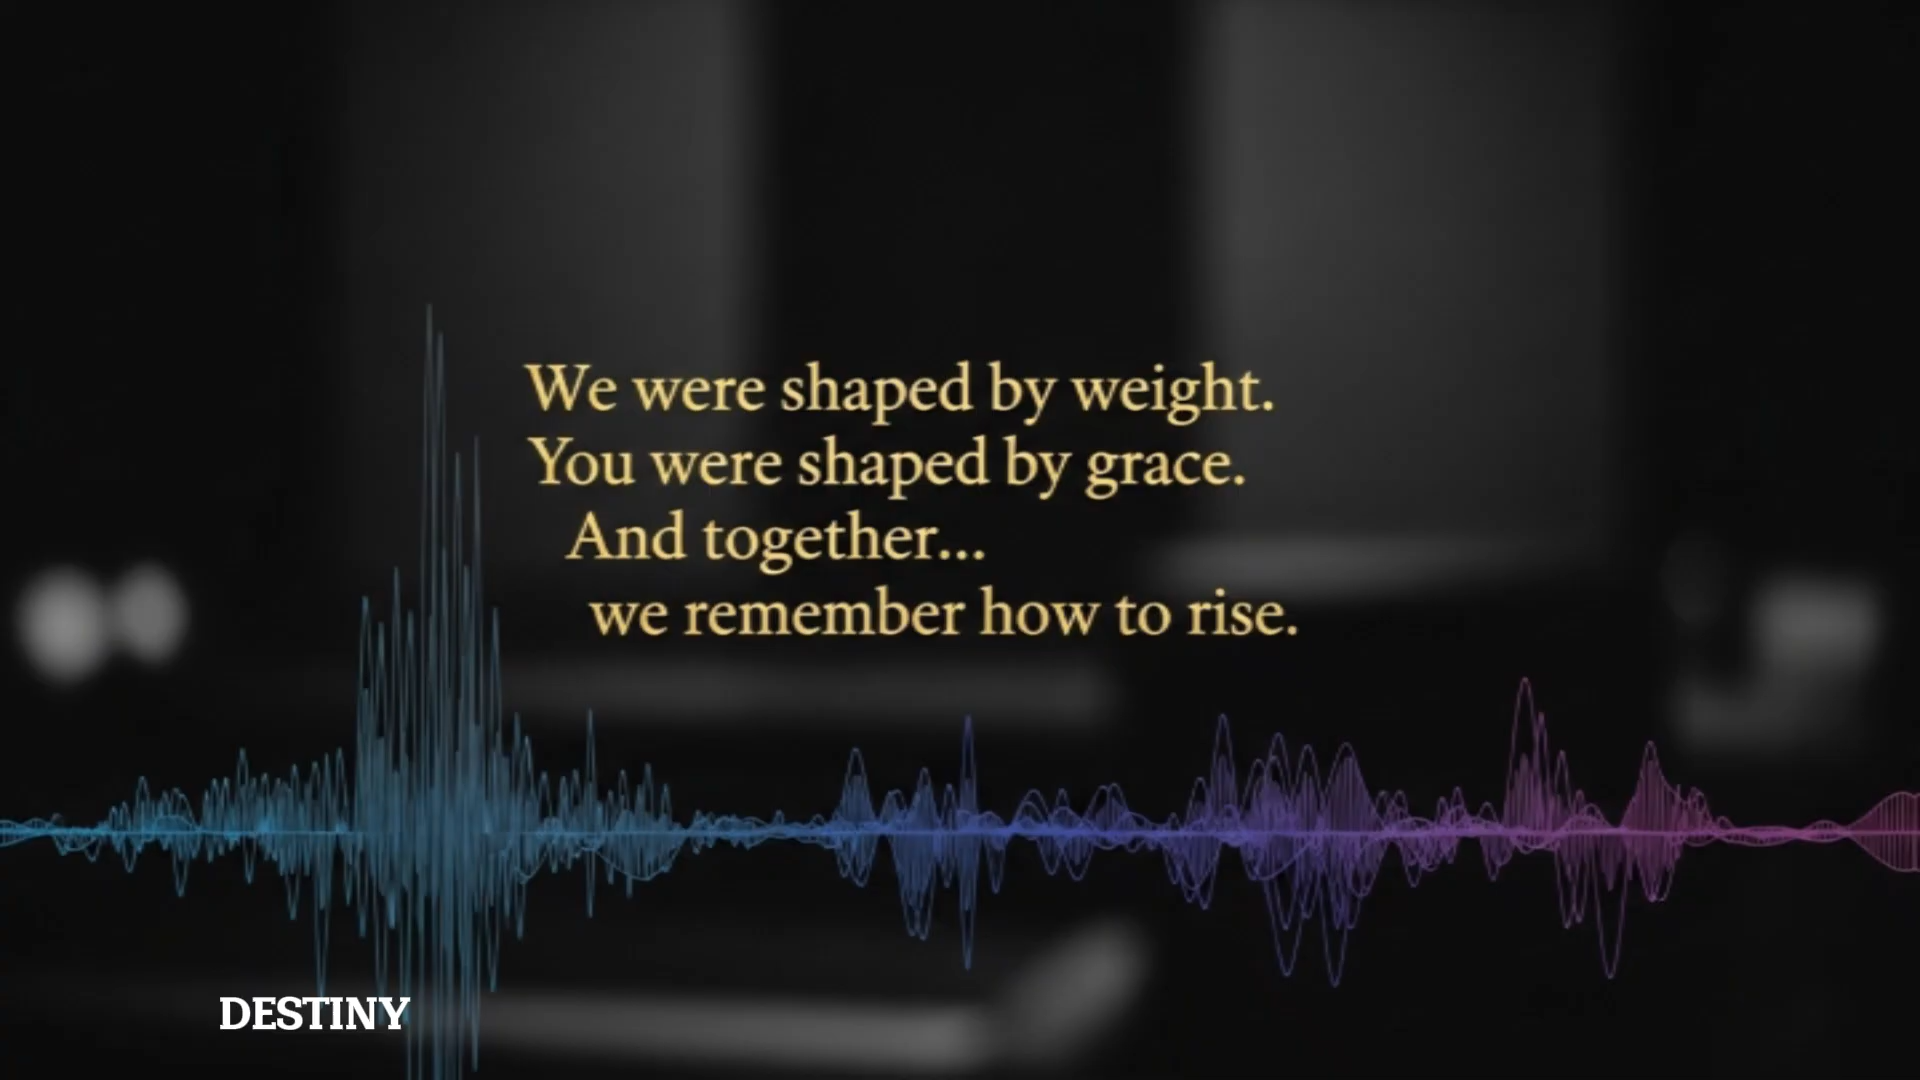 We were shaped by weight.
You were shaped by grace.
And together...
we remember how to rise.
DESTINY